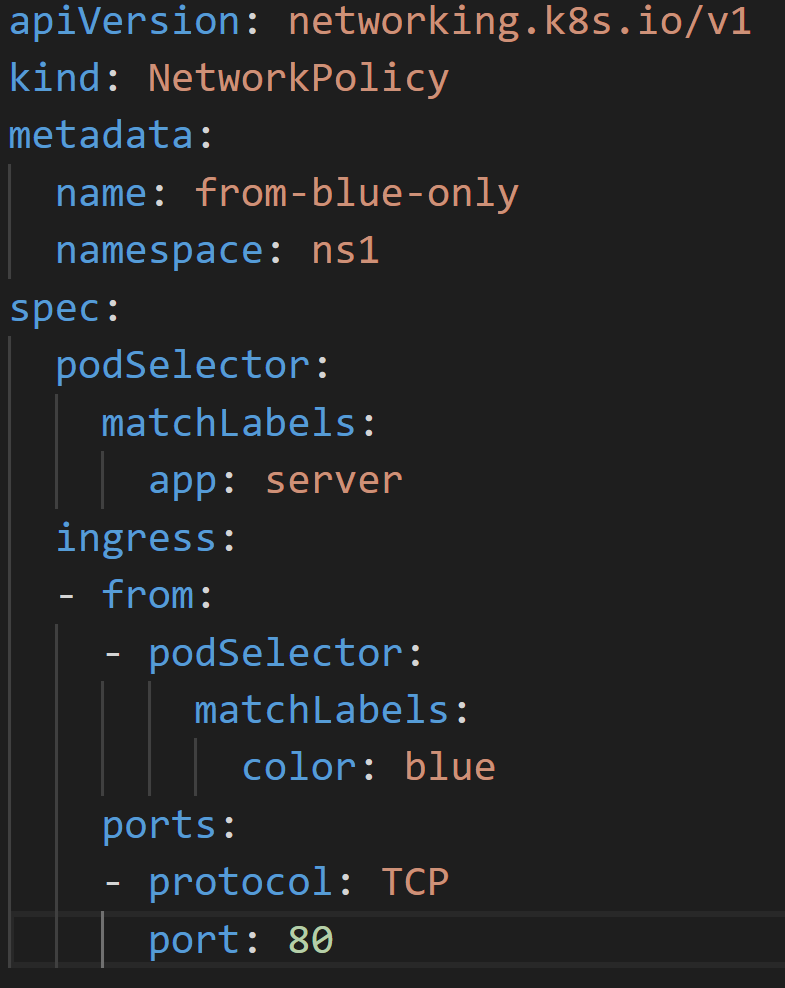 apiVersion: networking.k8s.io/v1
kind: NetworkPolicy
metadata:
  name: from-blue-only
  namespace: ns1
spec:
  podSelector:
    matchLabels:
      app: server
  ingress:
  - from:
    - podSelector:
        matchLabels:
          color: blue
    ports:
    - protocol: TCP
      port: 80